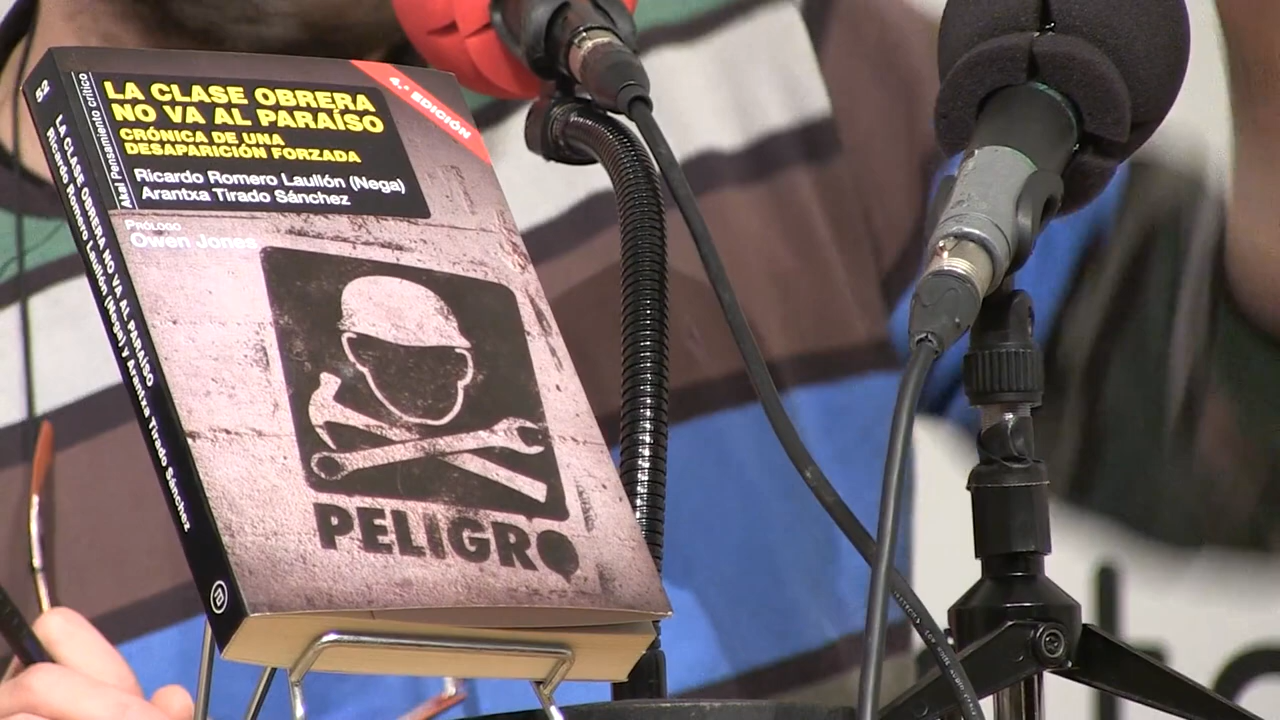 52
LA CLASE OBRERA NO VA AL PARAÍSO
Ricardo Romero Laullón (Nega) y Arantxa Tirado Sánchez
Akal Pensamiento crítico
LA CLASE OBRERA
NO VA AL PARAÍSO
CRÓNICA DE UNA
DESAPARICIÓN FORZADA
Ricardo Romero Laullón (Nega)
Arantxa Tirado Sánchez
4.ª EDICIÓN
PRÓLOGO
Owen Jones
PELIGRO